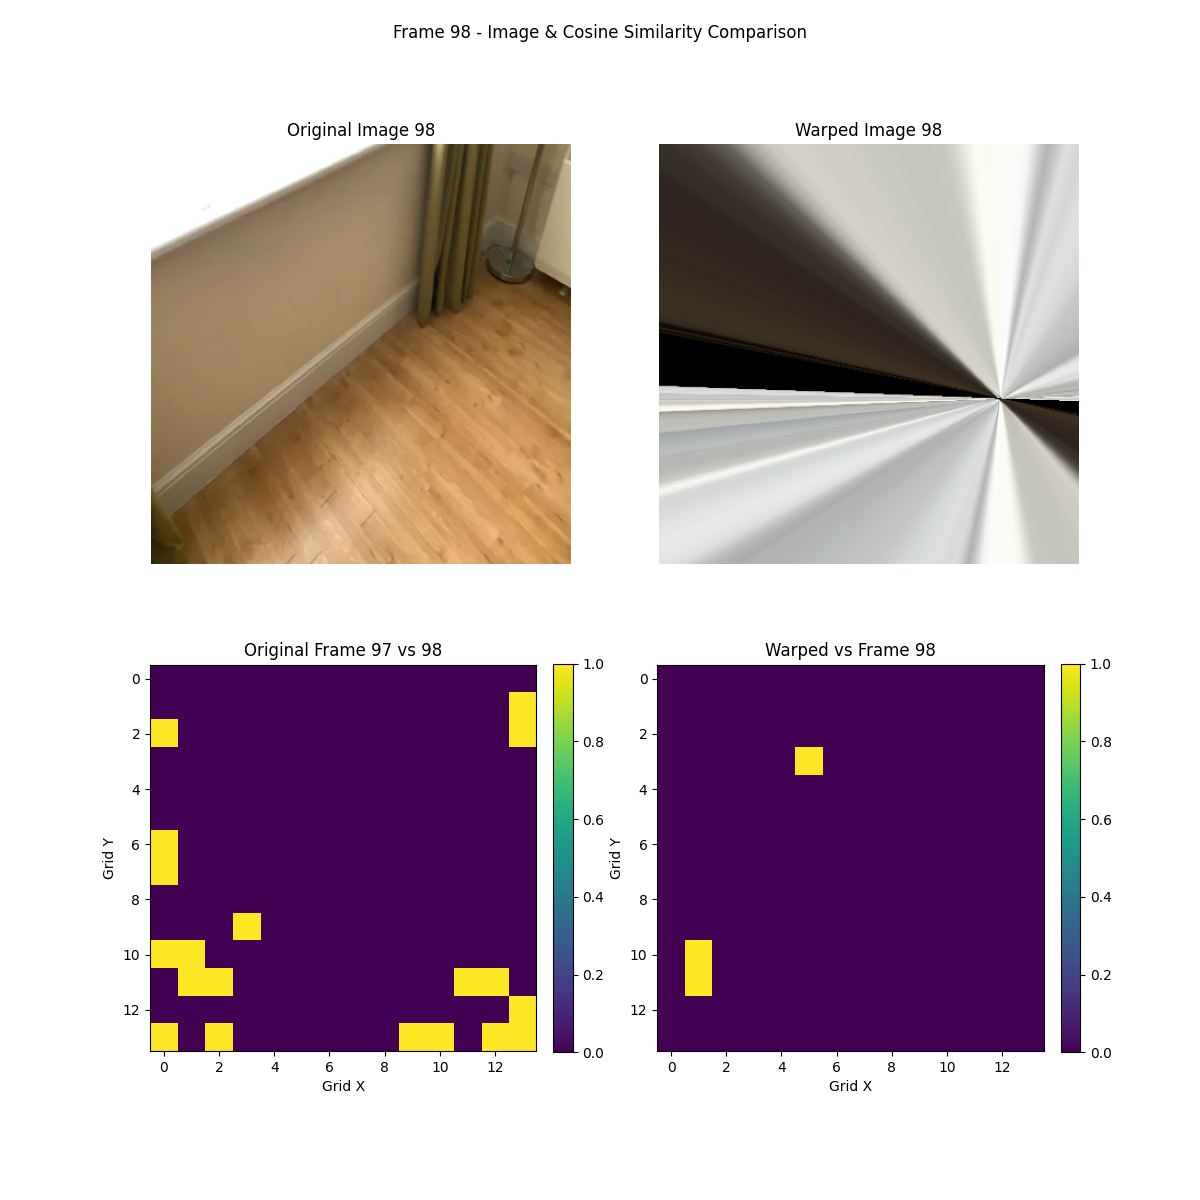 Frame 98 - Image & Cosine Similarity Comparison
Original Image 98
Warped Image 98
Original Frame 97 vs 98
1.0
0.8
0.6
0.4
0.2
0.0
0
2
4
6
8
10
12
Grid Y
0 2 4 6 8 10 12
Grid X
Warped vs Frame 98
1.0
0.8
0.6
0.4
0.2
0.0
0
2
4
6
8
10
12
Grid Y
0 2 4 6 8 10 12
Grid X